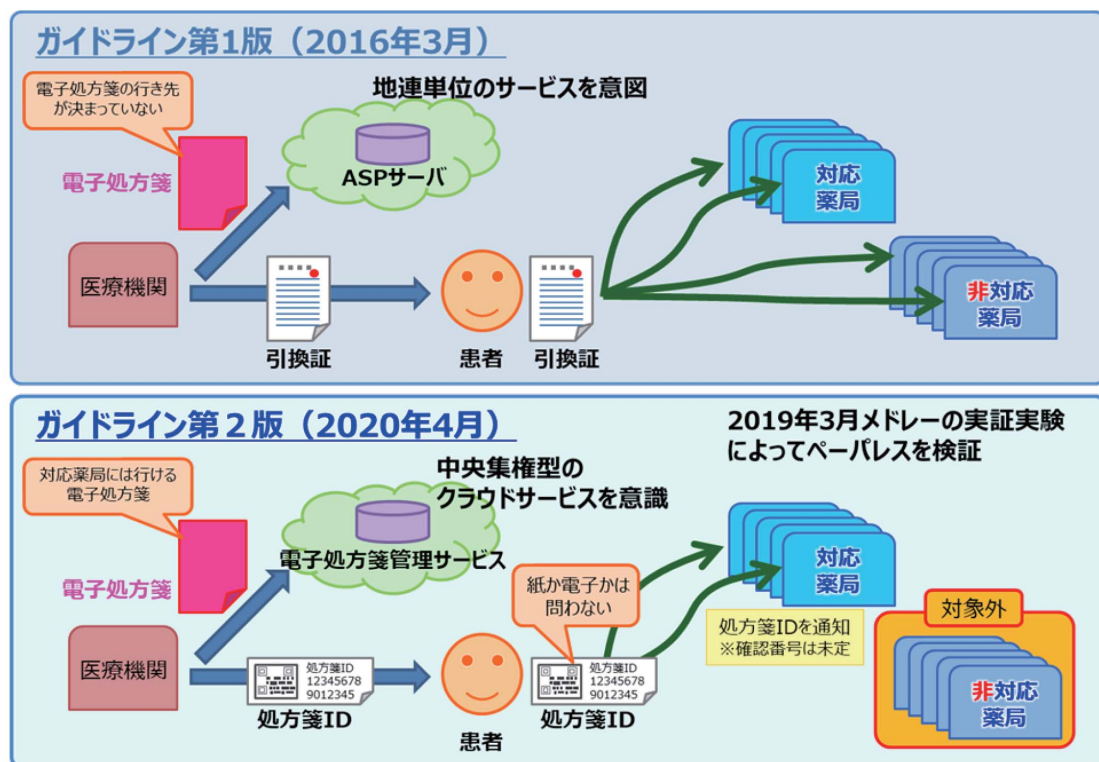 ガイドライン第1版（2016年3月）
電子処方箋の行き先
が決まっていない
地連単位のサービスを意図
電子処方箋
ASPサーバ
医療機関
引換証
患者
引換証
対応
薬局
非対応
薬局
ガイドライン第２版（2020年4月）
2019年3月メドレーの実証実験
によってペーパレスを検証
対応薬局には行ける
電子処方箋
中央集権型の
クラウドサービスを意識
電子処方箋
電子処方箋管理サービス
紙か電子かは
問わない
対応
薬局
処方箋IDを通知
※確認番号は未定
対象外
医療機関
処方箋ID
12345678
9012345
処方箋ID
患者
処方箋ID
12345678
9012345
処方箋ID
非対応
薬局